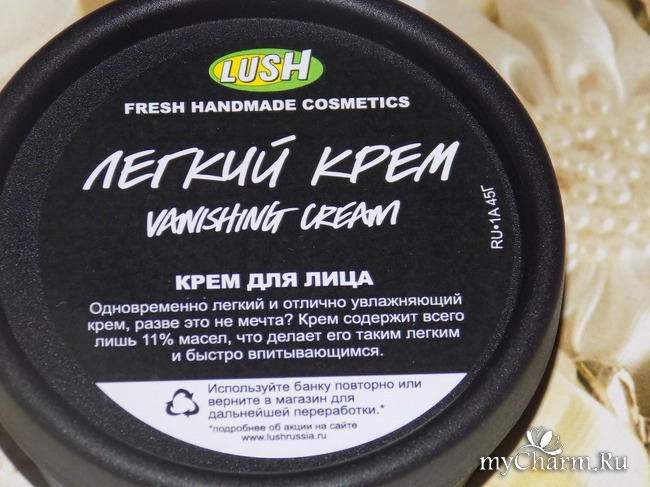 LUSH
FRESH HANDMADE COSMETICS
ЛЕГКИЙ КРЕМ
VANISHING CREAM
RU•1A 45Г
КРЕМ ДЛЯ ЛИЦА
Одновременно легкий и отлично увлажняющий
крем, разве это не мечта? Крем содержит всего
лишь 11% масел, что делает его таким легким
и быстро впитывающимся.
Используйте банку повторно или
верните в магазин для
дальнейшей переработки.*
*подробнее об акции на сайте
www.lushrussia.ru
myCharm.Ru